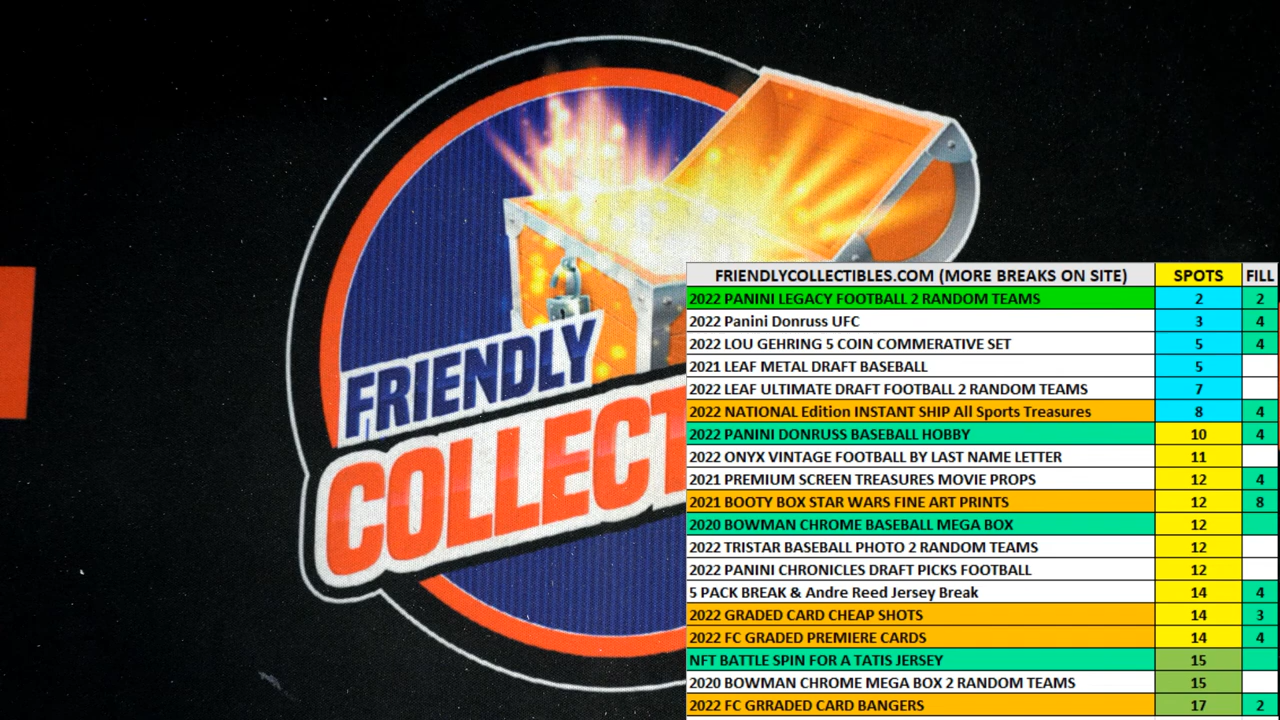 FRIENDLY
COLLECT
FRIENDLYCOLLECTIBLES.COM (MORE BREAKS ON SITE) SPOTS FILL
2022 PANINI LEGACY FOOTBALL 2 RANDOM TEAMS 2 2
2022 Panini Donruss UFC 3 4
2022 LOU GEHRING 5 COIN COMMERATIVE SET 5 4
2021 LEAF METAL DRAFT BASEBALL 5
2022 LEAF ULTIMATE DRAFT FOOTBALL 2 RANDOM TEAMS 7
2022 NATIONAL Edition INSTANT SHIP All Sports Treasures 8 4
2022 PANINI DONRUSS BASEBALL HOBBY 10 4
2022 ONYX VINTAGE FOOTBALL BY LAST NAME LETTER 11
2021 PREMIUM SCREEN TREASURES MOVIE PROPS 12 4
2021 BOOTY BOX STAR WARS FINE ART PRINTS 12 8
2020 BOWMAN CHROME BASEBALL MEGA BOX 12
2022 TRISTAR BASEBALL PHOTO 2 RANDOM TEAMS 12
2022 PANINI CHRONICLES DRAFT PICKS FOOTBALL 12
5 PACK BREAK & Andre Reed Jersey Break 14 4
2022 GRADED CARD CHEAP SHOTS 14 3
2022 FC GRADED PREMIERE CARDS 14 4
NFT BATTLE SPIN FOR A TATIS JERSEY 15
2020 BOWMAN CHROME MEGA BOX 2 RANDOM TEAMS 15
2022 FC GRRADED CARD BANGERS 17 2